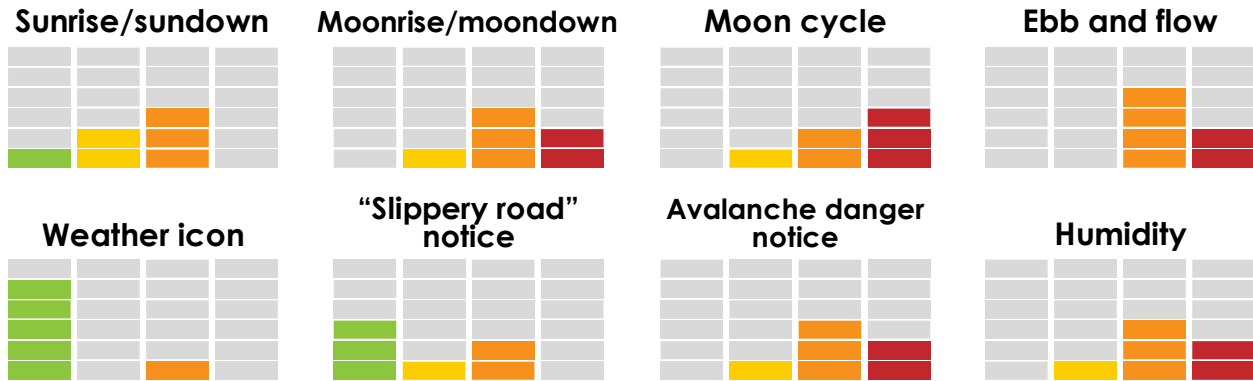 Sunrise/sundown
Moonrise/moondown
Moon cycle
Ebb and flow
Weather icon
“Slippery road”
notice
Avalanche danger
notice
Humidity